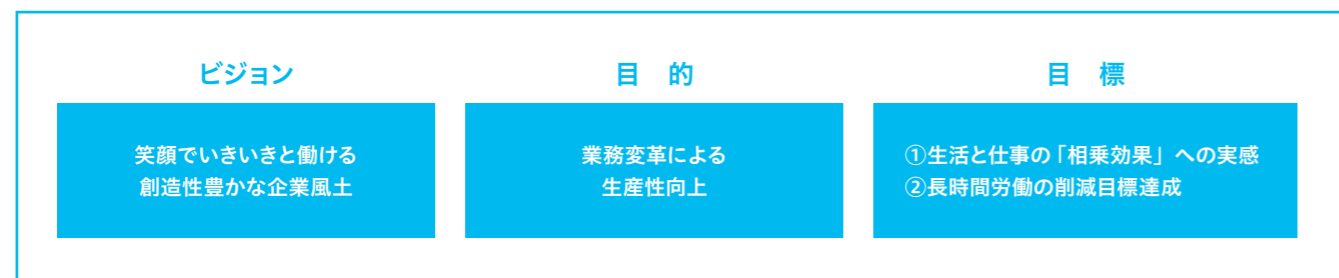 ビジョン
笑顔でいきいきと働ける
創造性豊かな企業風土
目　的
業務変革による
生産性向上
目　標
①生活と仕事の「相乗効果」への実感
②長時間労働の削減目標達成